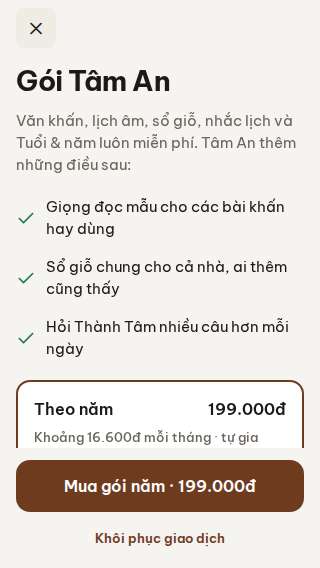 Gói Tâm An
Văn khấn, lịch âm, sổ giỗ, nhắc lịch và
Tuổi & năm luôn miễn phí. Tâm An thêm
những điều sau:
Giọng đọc mẫu cho các bài khấn
hay dùng
Sổ giỗ chung cho cả nhà, ai thêm
cũng thấy
Hỏi Thành Tâm nhiều câu hơn mỗi
ngày
Theo năm 199.000đ
Khoảng 16.600đ mỗi tháng · tự gia
Mua gói năm · 199.000đ
Khôi phục giao dịch